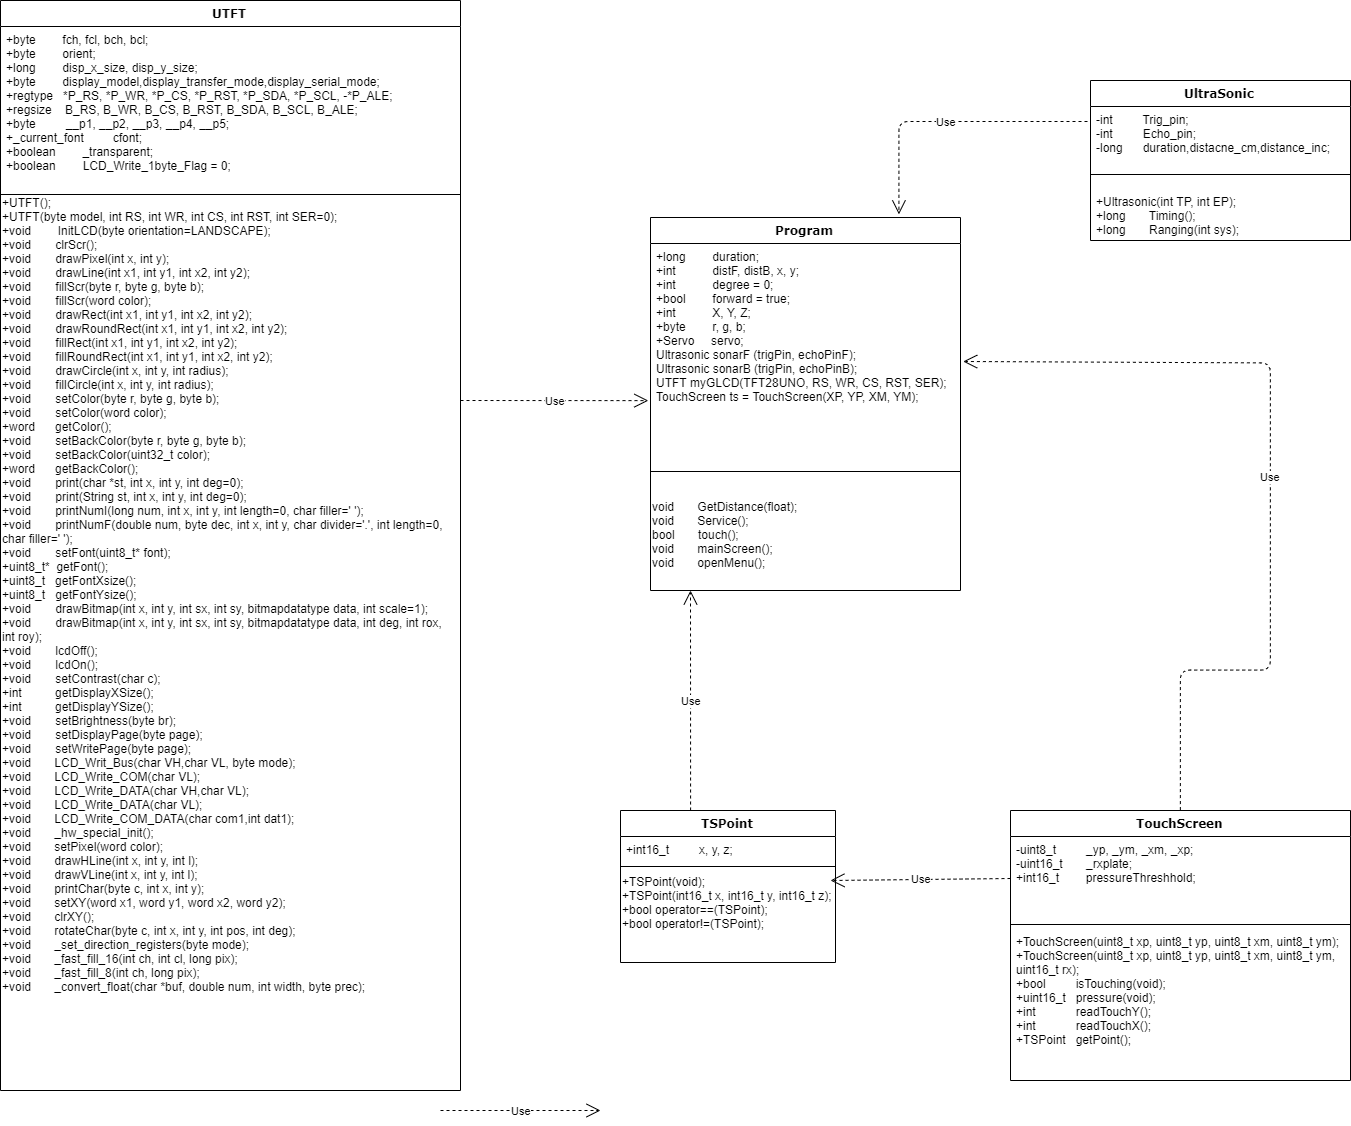 UTFT
+byte fch, fcl, bch, bcl;
+byte orient;
+long disp_x_size, disp_y_size;
+byte display_model,display_transfer_mode,display_serial_mode;
+regtype *P_RS, *P_WR, *P_CS, *P_RST, *P_SDA, *P_SCL, -*P_ALE;
+regsize B_RS, B_WR, B_CS, B_RST, B_SDA, B_SCL, B_ALE;
+byte __p1, __p2, __p3, __p4, __p5;
+_current_font cfont;
+boolean _transparent;
+boolean LCD_Write_1byte_Flag = 0;
+UTFT();
+UTFT(byte model, int RS, int WR, int CS, int RST, int SER=0);
+void InitLCD(byte orientation=LANDSCAPE);
+void clrScr();
+void drawPixel(int x, int y);
+void drawLine(int x1, int y1, int x2, int y2);
+void fillScr(byte r, byte g, byte b);
+void fillScr(word color);
+void drawRect(int x1, int y1, int x2, int y2);
+void drawRoundRect(int x1, int y1, int x2, int y2);
+void fillRect(int x1, int y1, int x2, int y2);
+void fillRoundRect(int x1, int y1, int x2, int y2);
+void drawCircle(int x, int y, int radius);
+void fillCircle(int x, int y, int radius);
+void setColor(byte r, byte g, byte b);
+void setColor(word color);
+word getColor();
+void setBackColor(byte r, byte g, byte b);
+void setBackColor(uint32_t color);
+word getBackColor();
+void print(char *st, int x, int y, int deg=0);
+void print(String st, int x, int y, int deg=0);
+void printNumI(long num, int x, int y, int length=0, char filler=' ');
+void printNumF(double num, byte dec, int x, int y, char divider='.', int length=0,
char filler=' ');
+void setFont(uint8_t* font);
+uint8_t* getFont();
+uint8_t getFontXsize();
+uint8_t getFontYsize();
+void drawBitmap(int x, int y, int sx, int sy, bitmapdatatype data, int scale=1);
+void drawBitmap(int x, int y, int sx, int sy, bitmapdatatype data, int deg, int rox,
int roy);
+void lcdOff();
+void lcdOn();
+void setContrast(char c);
+int getDisplayXSize();
+int getDisplayYSize();
+void setBrightness(byte br);
+void setDisplayPage(byte page);
+void setWritePage(byte page);
+void LCD_Writ_Bus(char VH,char VL, byte mode);
+void LCD_Write_COM(char VL);
+void LCD_Write_DATA(char VH,char VL);
+void LCD_Write_DATA(char VL);
+void LCD_Write_COM_DATA(char com1,int dat1);
+void _hw_special_init();
+void setPixel(word color);
+void drawHLine(int x, int y, int l);
+void drawVLine(int x, int y, int l);
+void printChar(byte c, int x, int y);
+void setXY(word x1, word y1, word x2, word y2);
+void clrXY();
+void rotateChar(byte c, int x, int y, int pos, int deg);
+void _set_direction_registers(byte mode);
+void _fast_fill_16(int ch, int cl, long pix);
+void _fast_fill_8(int ch, long pix);
+void _convert_float(char *buf, double num, int width, byte prec);
Use
Use
Program
+long duration;
+int distF, distB, x, y;
+int degree = 0;
+bool forward = true;
+int X, Y, Z;
+byte r, g, b;
+Servo servo;
Ultrasonic sonarF (trigPin, echoPinF);
Ultrasonic sonarB (trigPin, echoPinB);
UTFT myGLCD(TFT28UNO, RS, WR, CS, RST, SER);
TouchScreen ts = TouchScreen(XP, YP, XM, YM);
void GetDistance(float);
void Service();
bool touch();
void mainScreen();
void openMenu();
Use
UltraSonic
-int Trig_pin;
-int Echo_pin;
-long duration,distacne_cm,distance_inc;
+Ultrasonic(int TP, int EP);
+long Timing();
+long Ranging(int sys);
Use
Use
TSPoint
+int16_t x, y, z;
+TSPoint(void);
+TSPoint(int16_t x, int16_t y, int16_t z);
+bool operator==(TSPoint);
+bool operator!=(TSPoint);
Use
TouchScreen
-uint8_t _yp, _ym, _xm, _xp;
-uint16_t _rxplate;
+int16_t pressureThreshhold;
+TouchScreen(uint8_t xp, uint8_t yp, uint8_t xm, uint8_t ym);
+TouchScreen(uint8_t xp, uint8_t yp, uint8_t xm, uint8_t ym,
uint16_t rx);
+bool isTouching(void);
+uint16_t pressure(void);
+int readTouchY();
+int readTouchX();
+TSPoint getPoint();